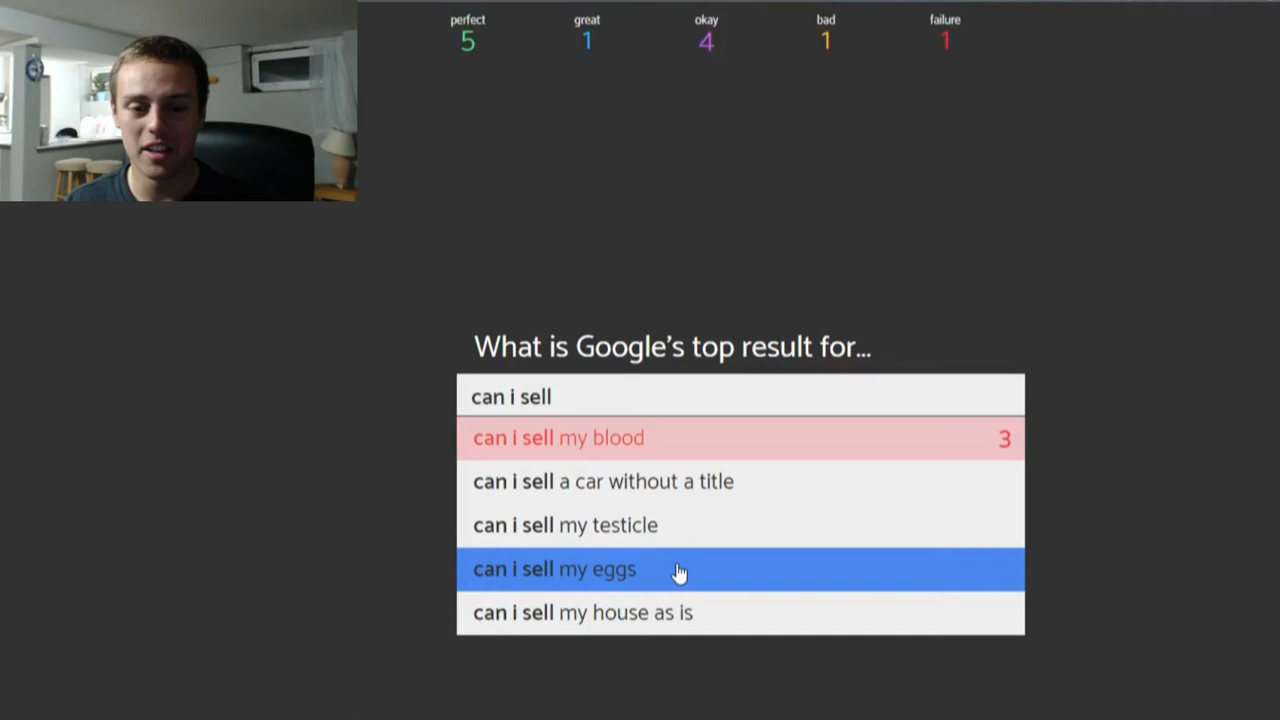 perfect great okay bad failure
5 1 4 1 1
What is Google's top result for...
can i sell
can i sell my blood 3
can i sell a car without a title
can i sell my testicle
can i sell my eggs
can i sell my house as is